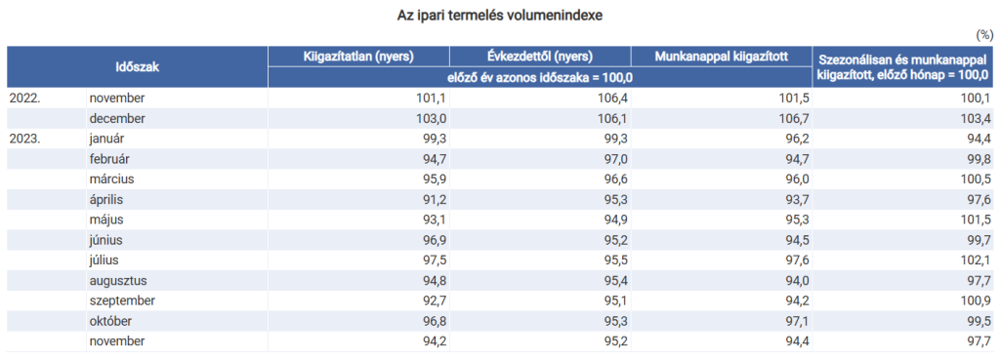 Az ipari termelés volumenindexe
(%)
Időszak Kiigazítatlan (nyers) Évkezdettől (nyers) Munkanappal kiigazított Szezonálisan és munkanappal kiigazított, előző hónap = 100,0
előző év azonos időszaka = 100,0
2022. november 101,1 106,4 101,5 100,1
december 103,0 106,1 106,7 103,4
2023. január 99,3 99,3 96,2 94,4
február 94,7 97,0 94,7 99,8
március 95,9 96,6 96,0 100,5
április 91,2 95,3 93,7 97,6
május 93,1 94,9 95,3 101,5
június 96,9 95,2 94,5 99,7
július 97,5 95,5 97,6 102,1
augusztus 94,8 95,4 94,0 97,7
szeptember 92,7 95,1 94,2 100,9
október 96,8 95,3 97,1 99,5
november 94,2 95,2 94,4 97,7